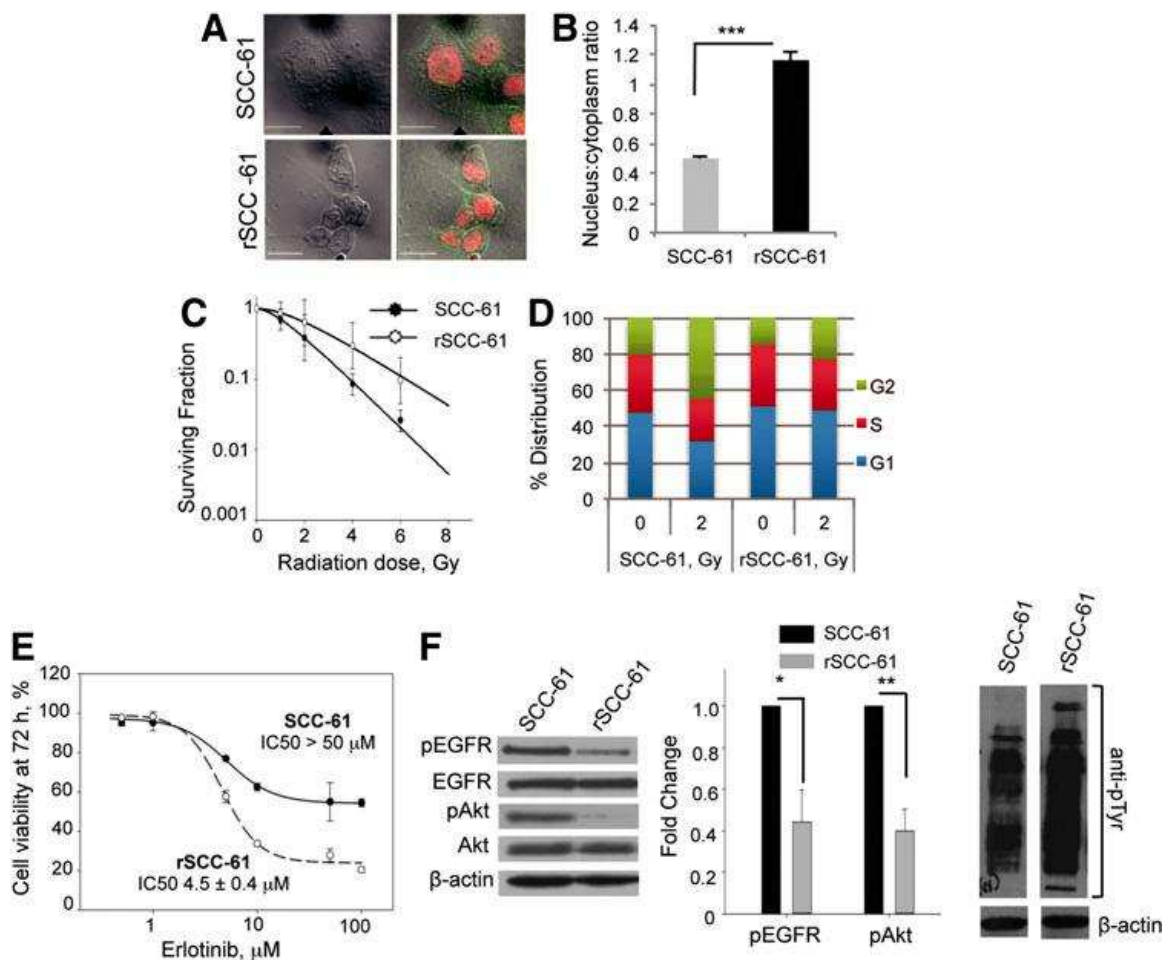 A
SCC-61
rSCC -61
B
Nucleus:cytoplasm ratio
1.4
1.2
1
0.8
0.6
0.4
0.2
0
***
SCC-61
rSCC-61
C
Surviving Fraction
1
0.1
0.01
0.001
0 2 4 6 8
Radiation dose, Gy
SCC-61
rSCC-61
D
% Distribution
100
80
60
40
20
0
0 2 0 2
SCC-61, Gy rSCC-61, Gy
G2
S
G1
E
Cell viability at 72 h, %
120
100
80
60
40
20
0
SCC-61
IC50 > 50 μM
rSCC-61
IC50 4.5 ± 0.4 μM
1 10 100
Erlotinib, μM
F
SCC-61 rSCC-61
pEGFR
EGFR
pAkt
Akt
β-actin
SCC-61
rSCC-61
Fold Change
1.0
0.8
0.6
0.4
0.2
0
* **
pEGFR pAkt
SCC-61 rSCC-61
anti-pTyr
β-actin